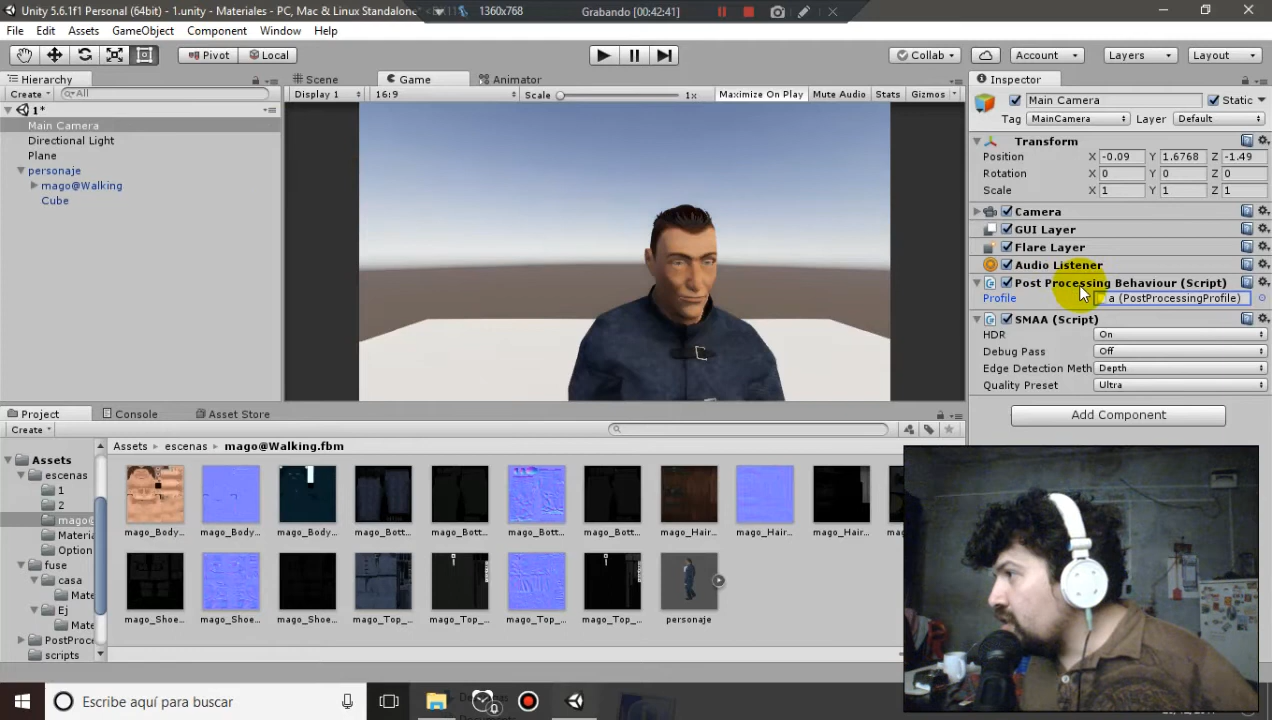 Unity 5.6.1f1 Personal (64bit) - 1.unity - Materiales - PC, Mac & Linux Standalone
1360x768
Grabando [00:42:41]
File Edit Assets GameObject Component Window Help
Pivot Local
Collab Account Layers Layout
Hierarchy
Create All
1*
Main Camera
Directional Light
Plane
personaje
mago@Walking
Cube
Scene Game Animator
Display 1 16:9 Scale 1x Maximize On Play Mute Audio Stats Gizmos
Inspector
Main Camera Static
Tag MainCamera Layer Default
Transform
Position X -0.09 Y 1.6768 Z -1.49
Rotation X 0 Y 0 Z 0
Scale X 1 Y 1 Z 1
Camera
GUI Layer
Flare Layer
Audio Listener
Post Processing Behaviour (Script)
Profile a (PostProcessingProfile)
SMAA (Script)
HDR On
Debug Pass Off
Edge Detection Meth Depth
Quality Preset Ultra
Add Component
Project Console Asset Store
Create
Assets
escenas
1
2
mago@
Materia
Option
fuse
casa
Mate
Ej
Mate
PostProce
scripts
Assets escenas mago@Walking.fbm
mago_Body... mago_Body... mago_Body... mago_Bott... mago_Bott... mago_Bott... mago_Bott... mago_Hair... mago_Hair... mago_Hair...
mago_Shoe... mago_Shoe... mago_Shoe... mago_Top_... mago_Top_... mago_Top_... mago_Top_... personaje
Escribe aquí para buscar